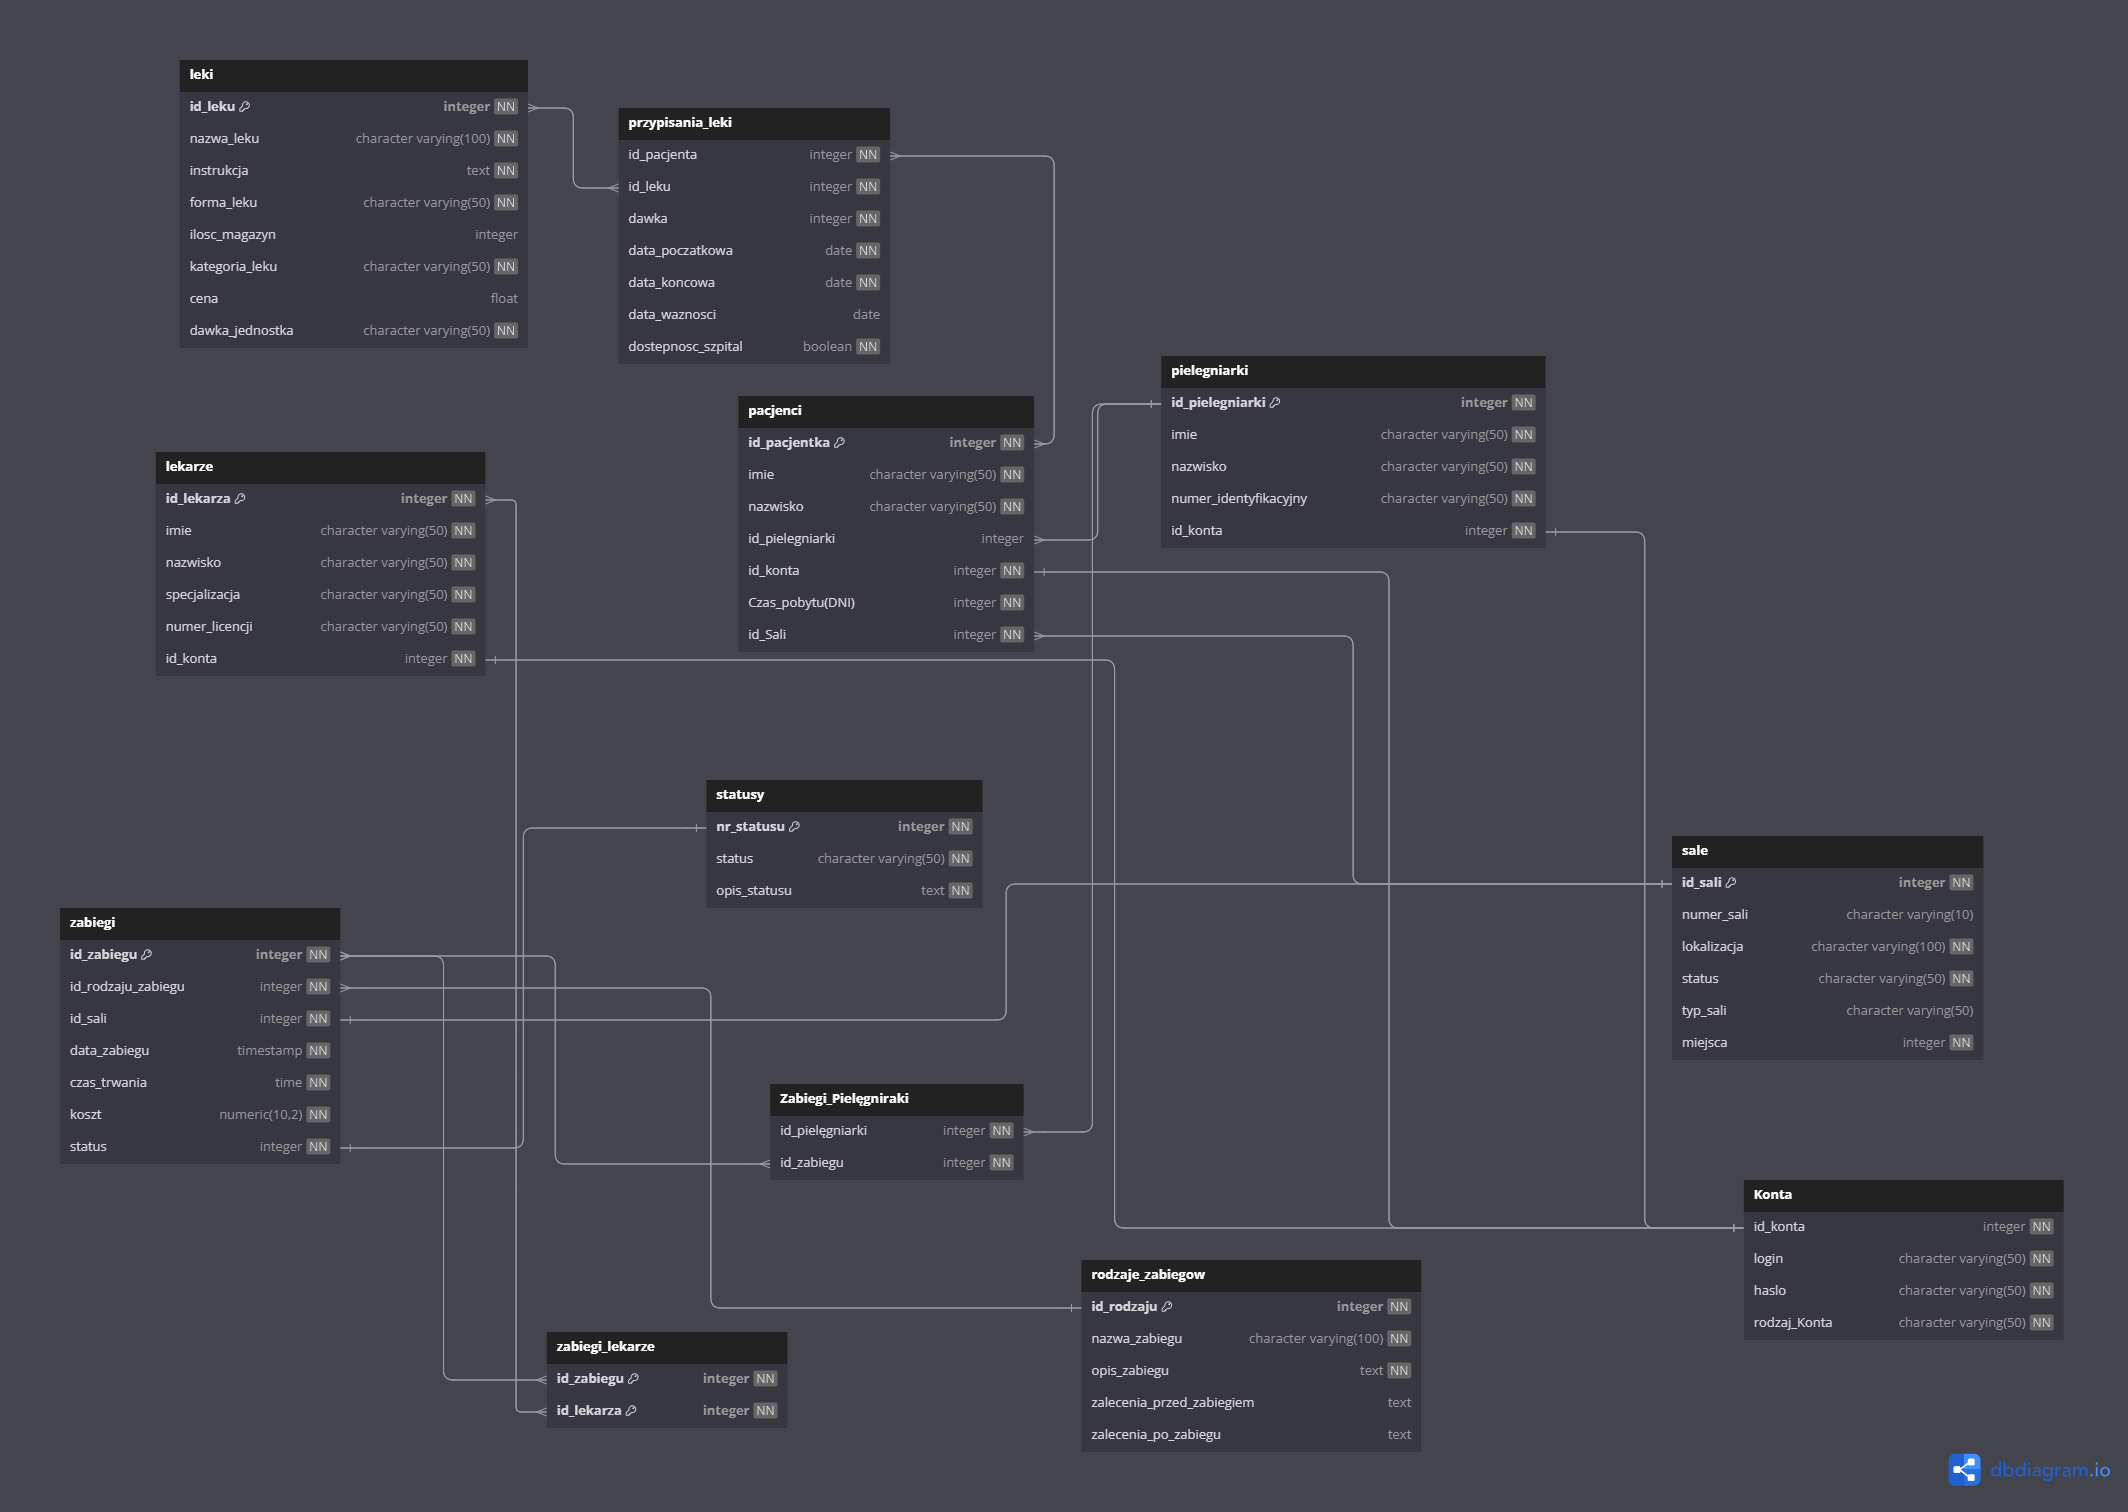 leki
id_leku integer NN
nazwa_leku character varying(100) NN
instrukcja text NN
forma_leku character varying(50) NN
ilosc_magazyn integer
kategoria_leku character varying(50) NN
cena float
dawka_jednostka character varying(50) NN
przypisania_leki
id_pacjenta integer NN
id_leku integer NN
dawka integer NN
data_poczatkowa date NN
data_koncowa date NN
data_waznosci date
dostepnosc_szpital boolean NN
pielegniarki
id_pielegniarki integer NN
imie character varying(50) NN
nazwisko character varying(50) NN
numer_identyfikacyjny character varying(50) NN
id_konta integer NN
pacjenci
id_pacjentka integer NN
imie character varying(50) NN
nazwisko character varying(50) NN
id_pielegniarki integer
id_konta integer NN
Czas_pobytu(DNI) integer NN
id_Sali integer NN
lekarze
id_lekarza integer NN
imie character varying(50) NN
nazwisko character varying(50) NN
specjalizacja character varying(50) NN
numer_licencji character varying(50) NN
id_konta integer NN
statusy
nr_statusu integer NN
status character varying(50) NN
opis_statusu text NN
sale
id_sali integer NN
numer_sali character varying(10)
lokalizacja character varying(100) NN
status character varying(50) NN
typ_sali character varying(50)
miejsca integer NN
zabiegi
id_zabiegu integer NN
id_rodzaju_zabiegu integer NN
id_sali integer NN
data_zabiegu timestamp NN
czas_trwania time NN
koszt numeric(10,2) NN
status integer NN
Zabiegi_Pielęgniraki
id_pielęgniarki integer NN
id_zabiegu integer NN
Konta
id_konta integer NN
login character varying(50) NN
haslo character varying(50) NN
rodzaj_Konta character varying(50) NN
rodzaje_zabiegow
id_rodzaju integer NN
nazwa_zabiegu character varying(100) NN
opis_zabiegu text NN
zalecenia_przed_zabiegiem text
zalecenia_po_zabiegu text
zabiegi_lekarze
id_zabiegu integer NN
id_lekarza integer NN
dbdiagram.io